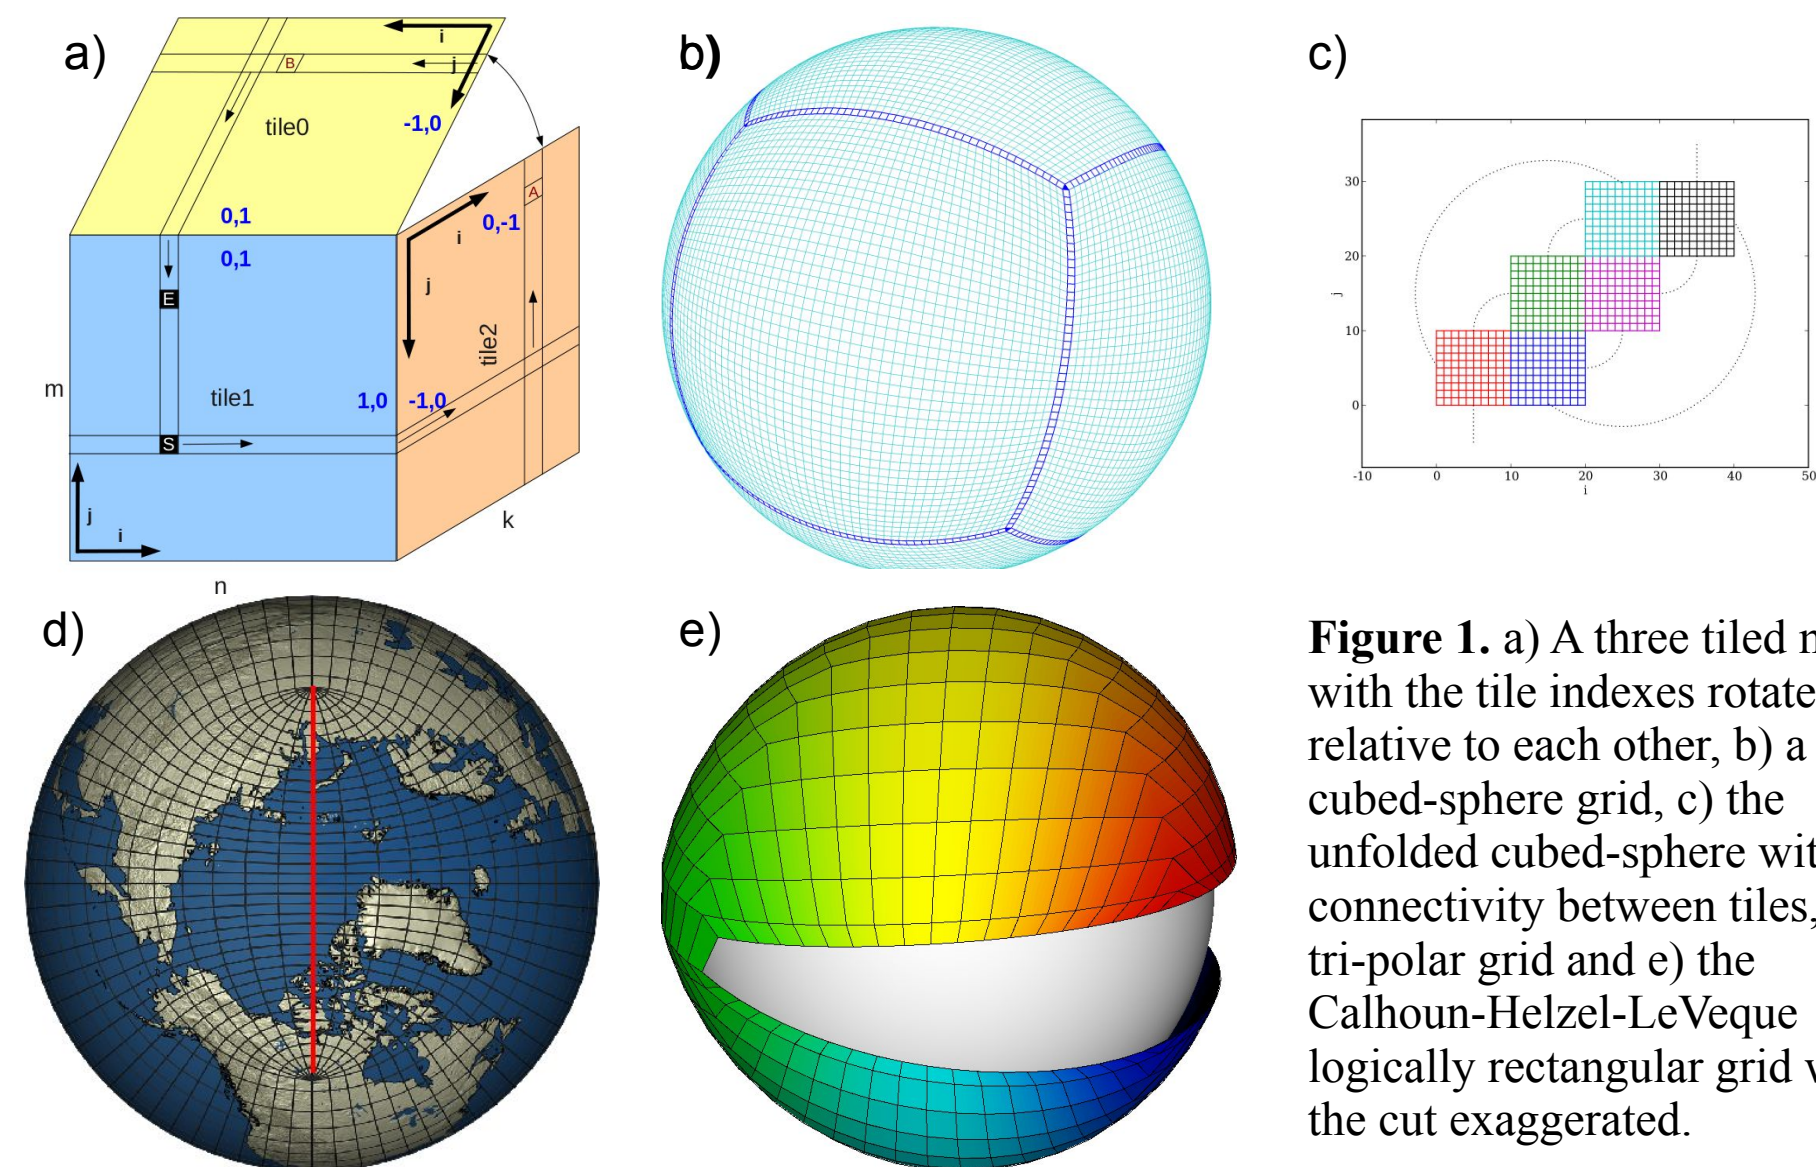 a)
i
j
B
tile0
-1,0
0,1
0,1
E
tile1
1,0
-1,0
S
m
j
i
n
A
0,-1
i
j
tile2
k
b)
c)
30
20
10
0
j
-10 0 10 20 30 40 50
i
d)
e)
Figure 1. a) A three tiled
with the tile indexes rotate
relative to each other, b) a
cubed-sphere grid, c) the
unfolded cubed-sphere wit
connectivity between tiles,
tri-polar grid and e) the
Calhoun-Helzel-LeVeque
logically rectangular grid
the cut exaggerated.